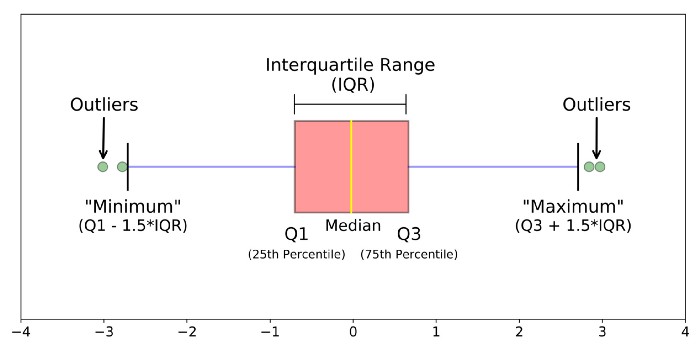 Interquartile Range
(IQR)
Outliers
Outliers
"Minimum"
(Q1 - 1.5*IQR)
"Maximum"
(Q3 + 1.5*IQR)
Median
Q1
Q3
(25th Percentile)
(75th Percentile)
−4
−3
−2
−1
0
1
2
3
4